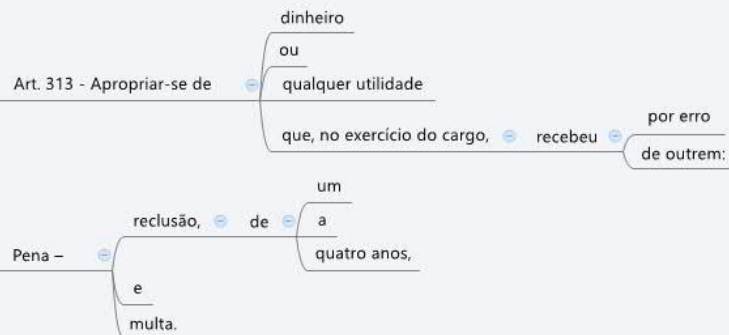 Art. 313 - Apropriar-se de
dinheiro
ou
qualquer utilidade
que, no exercício do cargo,
recebeu
por erro
de outrem:
Pena –
reclusão,
de
um
a
quatro anos,
e
multa.